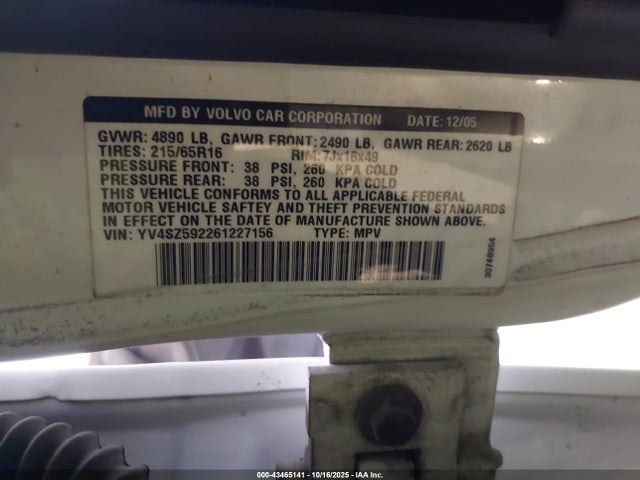 MFD BY VOLVO CAR CORPORATION DATE: 12/05
GVWR: 4890 LB, GAWR FRONT: 2490 LB, GAWR REAR: 2620 LB
TIRES: 215/65R16 RIM: 7Jx16x49
PRESSURE FRONT: 38 PSI, 260 KPA COLD
PRESSURE REAR: 38 PSI, 260 KPA COLD
THIS VEHICLE CONFORMS TO ALL APPLICABLE FEDERAL
MOTOR VEHICLE SAFTEY AND THEFT PREVENTION STANDARDS
IN EFFECT ON THE DATE OF MANUFACTURE SHOWN ABOVE.
VIN: YV4SZ592261227156 TYPE: MPV
30748954
000-43465141 - 10/16/2025 - IAA Inc.